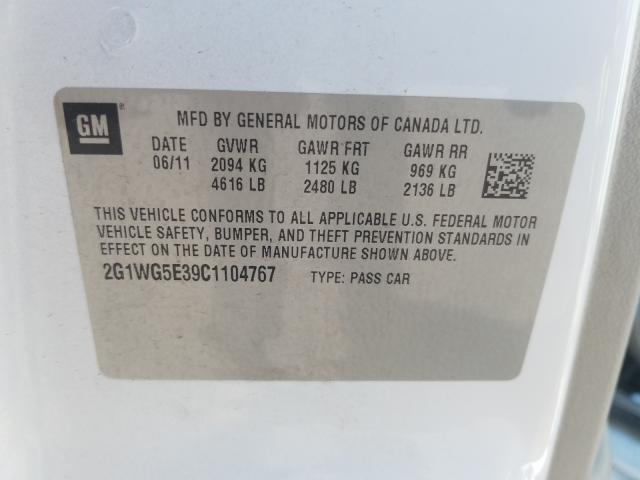 GM
MFD BY GENERAL MOTORS OF CANADA LTD.
DATE GVWR GAWR FRT GAWR RR
06/11 2094 KG 1125 KG 969 KG
4616 LB 2480 LB 2136 LB
THIS VEHICLE CONFORMS TO ALL APPLICABLE U.S. FEDERAL MOTOR
VEHICLE SAFETY, BUMPER, AND THEFT PREVENTION STANDARDS IN
EFFECT ON THE DATE OF MANUFACTURE SHOWN ABOVE.
2G1WG5E39C1104767 TYPE: PASS CAR